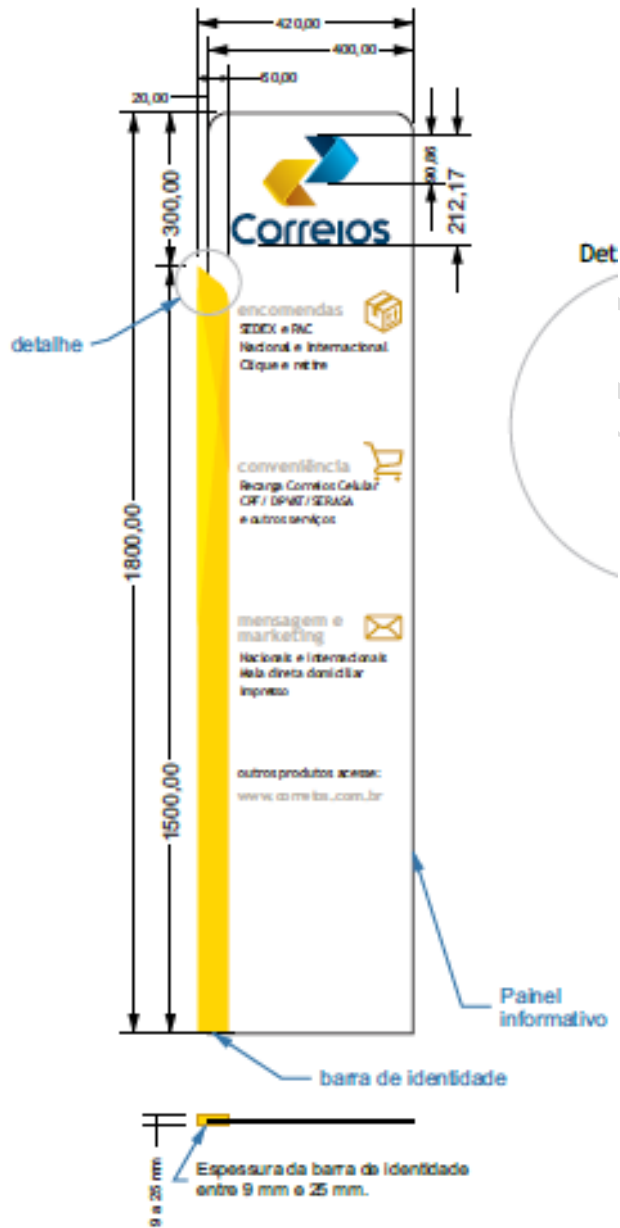 420,00
400,00
60,00
20,00
300,00
90,86
212,17
Correios
Det
detalhe
encomendas
SEDEX e PAC
Nacional e Internacional
Clique e retire
conveniência
Recarga Correios Celular
CPF / DPVAT/ SERASA
e outros serviços
1800,00
mensagem e
marketing
Nacionais e Internacionais
Mala direta domiciliar
Impresso
1500,00
outros produtos acesse:
www.correios.com.br
Painel
informativo
barra de identidade
9 a 25 mm
Espessura da barra de identidade
entre 9 mm e 25 mm.